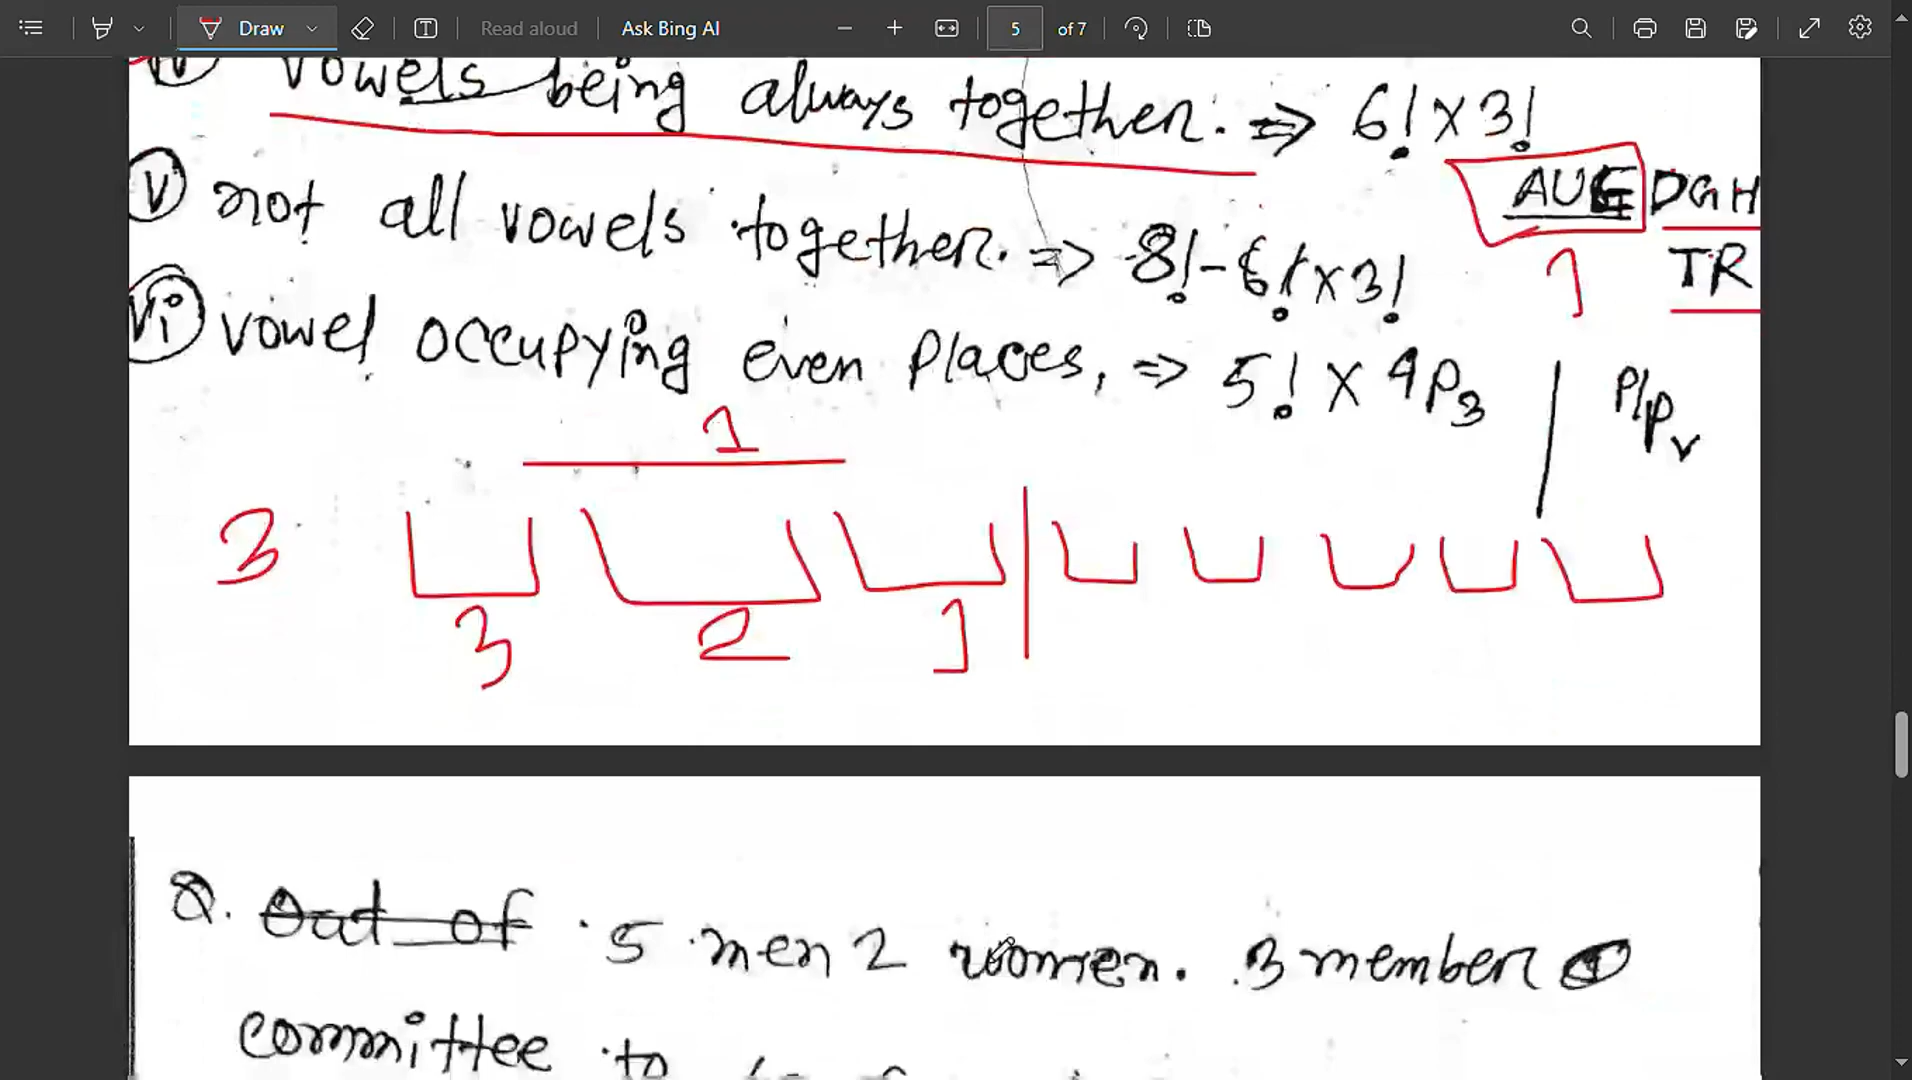 Draw
Read aloud
Ask Bing AI
5 of 7
iv vowels being always together. ⇒ 6! × 3!
AUE DGH
v not all vowels together. ⇒ 8! - 6! × 3!
1 TR
vi vowel occupying even places, ⇒ 5! × 4P3
P/P
1
3
3 2 1
Q. Out of 5 men 2 women. 3 member
committee to